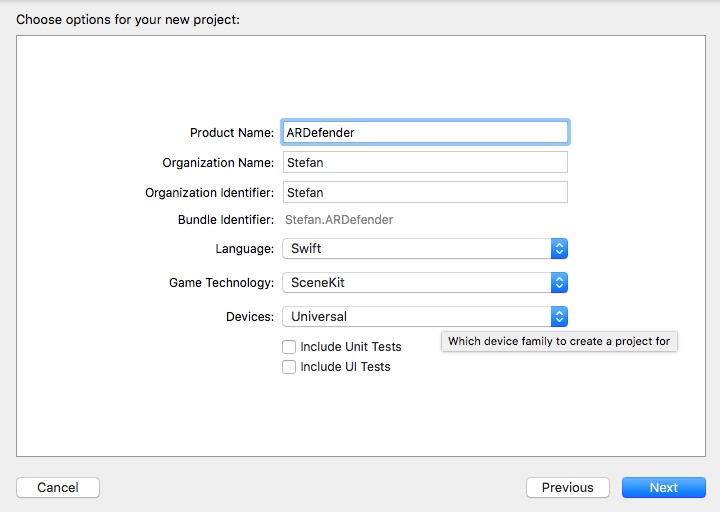 Choose options for your new project:
Product Name: ARDefender
Organization Name: Stefan
Organization Identifier: Stefan
Bundle Identifier: Stefan.ARDefender
Language: Swift
Game Technology: SceneKit
Devices: Universal
Include Unit Tests
Which device family to create a project for
Include UI Tests
Cancel Previous Next